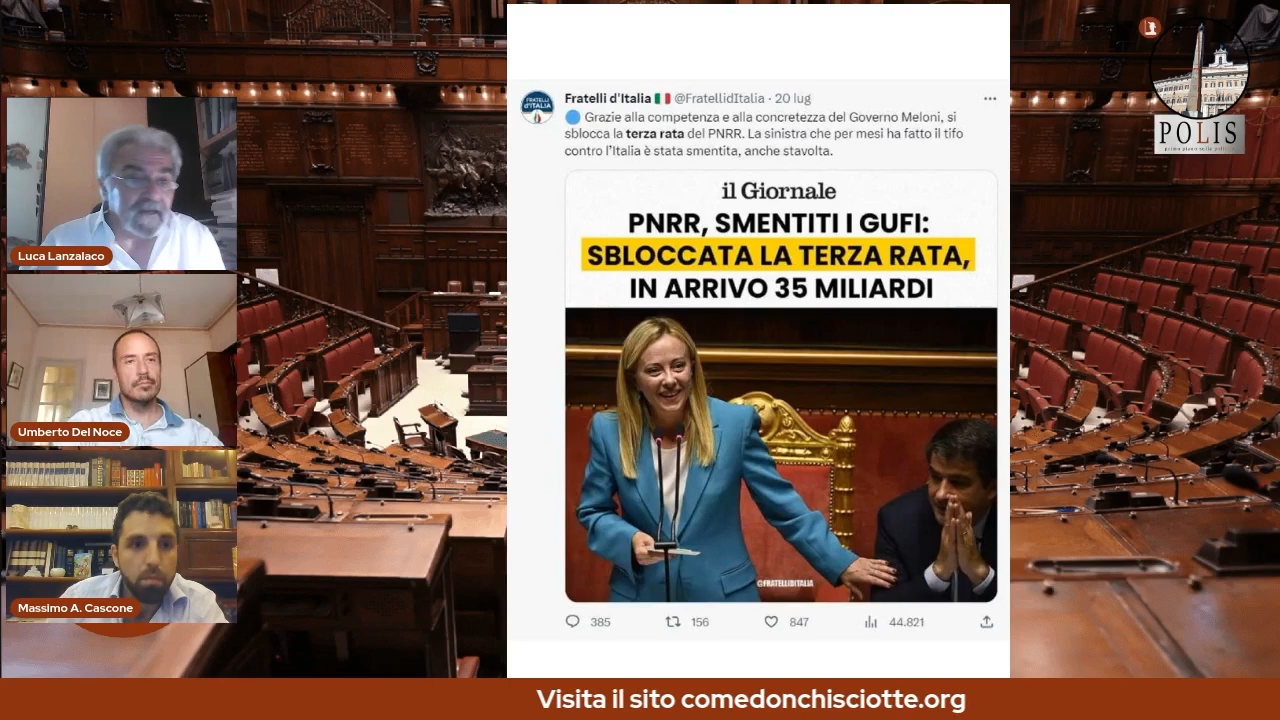 Luca Lanzalaco
Umberto Del Noce
Massimo A. Cascone
FRATELLI
d'ITALIA
Fratelli d'Italia @FratellidItalia · 20 lug
Grazie alla competenza e alla concretezza del Governo Meloni, si
sblocca la terza rata del PNRR. La sinistra che per mesi ha fatto il tifo
contro l'Italia è stata smentita, anche stavolta.
il Giornale
PNRR, SMENTITI I GUFI:
SBLOCCATA LA TERZA RATA,
IN ARRIVO 35 MILIARDI
@FRATELLIDITALIA
385 156 847 44.821
POLIS
Visita il sito comedonchisciotte.org